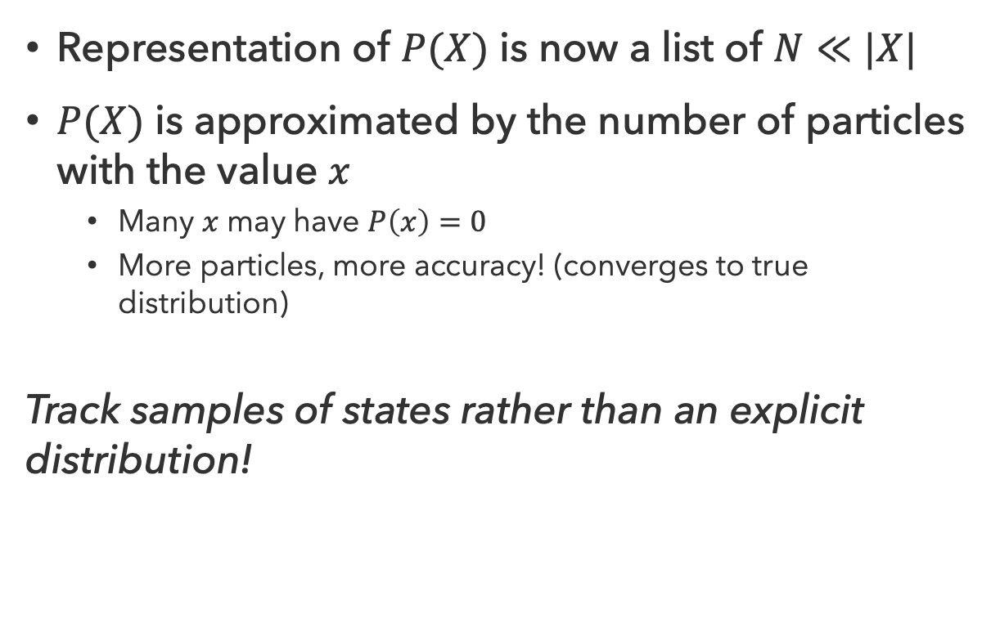 • Representation of P(X) is now a list of N ≪ |X|
• P(X) is approximated by the number of particles
with the value x
• Many x may have P(x) = 0
• More particles, more accuracy! (converges to true
distribution)
Track samples of states rather than an explicit
distribution!